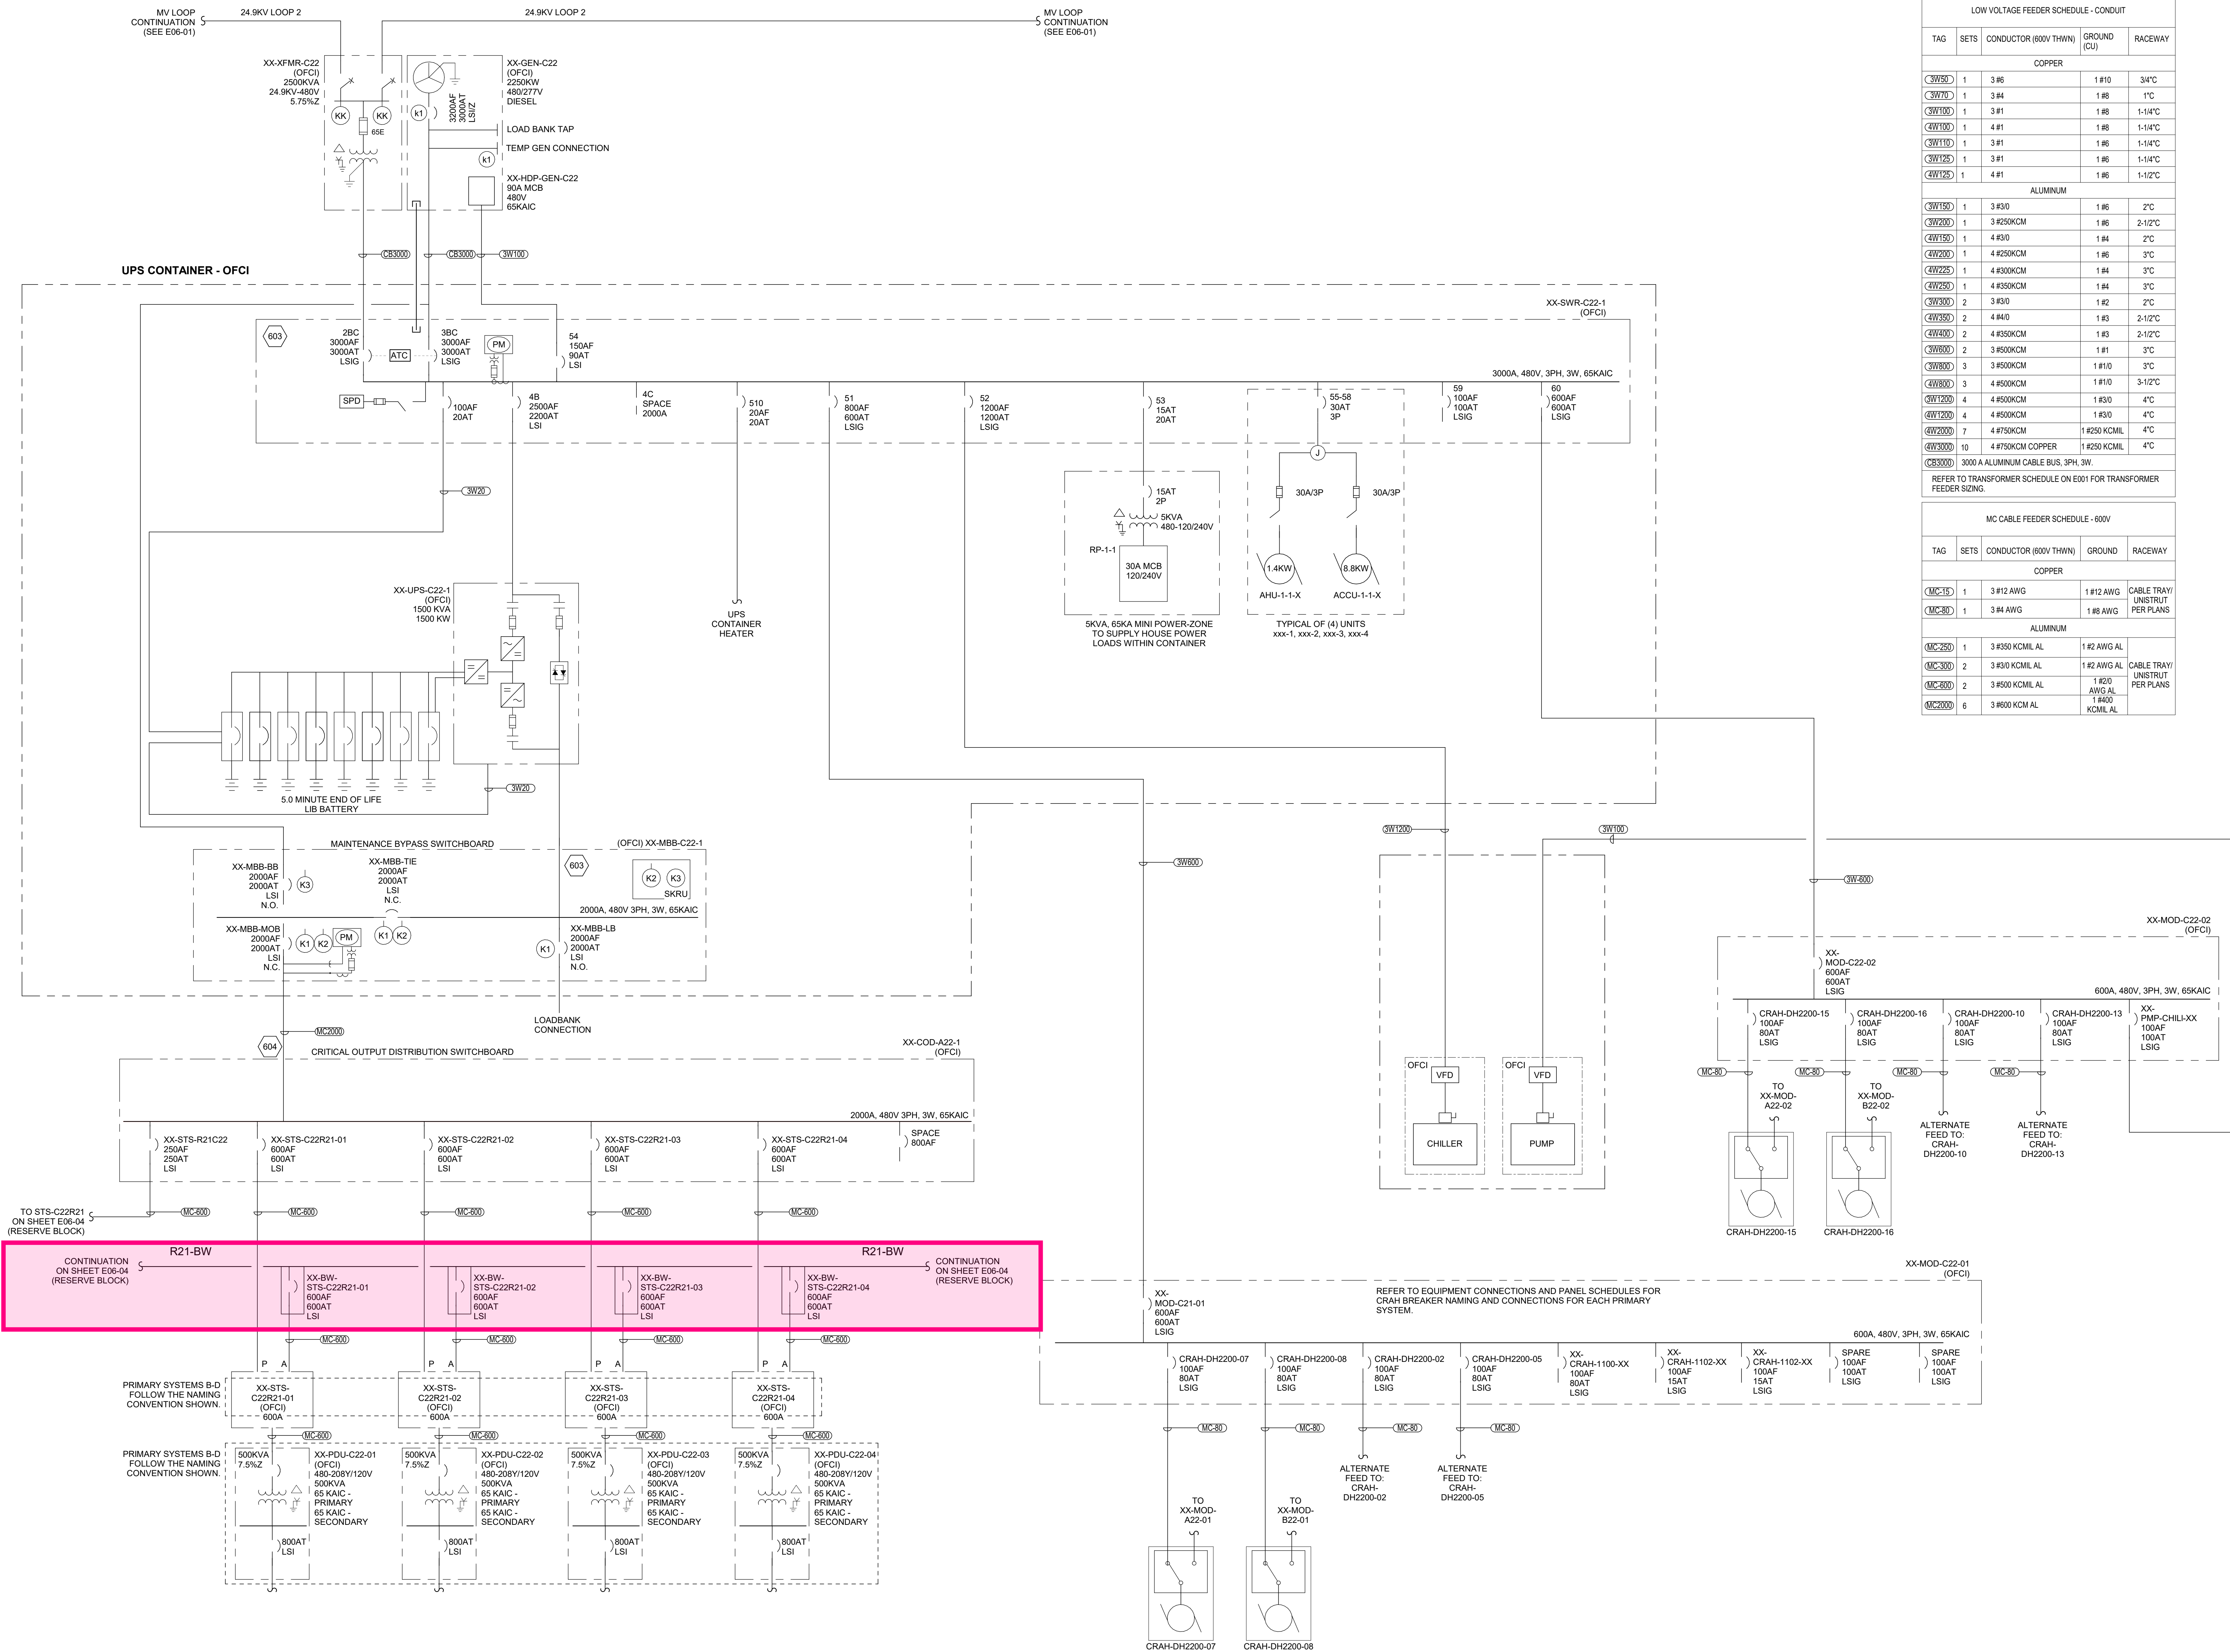 MV LOOP
CONTINUATION
(SEE E06-01)
24.9KV LOOP 2
24.9KV LOOP 2
MV LOOP
CONTINUATION
(SEE E06-01)
XX-XFMR-C22
(OFCI)
2500KVA
24.9KV-480V
5.75%Z
KK
KK
65E
k1
3200AF
3000AT
LSI/Z
XX-GEN-C22
(OFCI)
2250KW
480/277V
DIESEL
LOAD BANK TAP
TEMP GEN CONNECTION
k1
XX-HDP-GEN-C22
90A MCB
480V
65KAIC
CB3000
CB3000
3W100
UPS CONTAINER - OFCI
XX-SWR-C22-1
(OFCI)
603
2BC
3000AF
3000AT
LSIG
ATC
3BC
3000AF
3000AT
LSIG
PM
54
150AF
90AT
LSI
3000A, 480V, 3PH, 3W, 65KAIC
SPD
100AF
20AT
4B
2500AF
2200AT
LSI
4C
SPACE
2000A
510
20AF
20AT
51
800AF
600AT
LSIG
52
1200AF
1200AT
LSIG
53
15AT
20AT
55-58
30AT
3P
59
100AF
100AT
LSIG
60
600AF
600AT
LSIG
J
3W20
15AT
2P
5KVA
480-120/240V
RP-1-1
30A MCB
120/240V
5KVA, 65KA MINI POWER-ZONE
TO SUPPLY HOUSE POWER
LOADS WITHIN CONTAINER
30A/3P
30A/3P
1.4KW
8.8KW
AHU-1-1-X
ACCU-1-1-X
TYPICAL OF (4) UNITS
xxx-1, xxx-2, xxx-3, xxx-4
UPS
CONTAINER
HEATER
XX-UPS-C22-1
(OFCI)
1500 KVA
1500 KW
5.0 MINUTE END OF LIFE
LIB BATTERY
3W20
MAINTENANCE BYPASS SWITCHBOARD
(OFCI) XX-MBB-C22-1
XX-MBB-BB
2000AF
2000AT
LSI
N.O.
K3
XX-MBB-TIE
2000AF
2000AT
LSI
N.C.
603
K2
K3
SKRU
2000A, 480V 3PH, 3W, 65KAIC
XX-MBB-MOB
2000AF
2000AT
LSI
N.C.
K1
K2
PM
K1
K2
K1
XX-MBB-LB
2000AF
2000AT
LSI
N.O.
LOADBANK
CONNECTION
MC2000
604
CRITICAL OUTPUT DISTRIBUTION SWITCHBOARD
XX-COD-A22-1
(OFCI)
2000A, 480V 3PH, 3W, 65KAIC
XX-STS-R21C22
250AF
250AT
LSI
XX-STS-C22R21-01
600AF
600AT
LSI
XX-STS-C22R21-02
600AF
600AT
LSI
XX-STS-C22R21-03
600AF
600AT
LSI
XX-STS-C22R21-04
600AF
600AT
LSI
SPACE
800AF
TO STS-C22R21
ON SHEET E06-04
(RESERVE BLOCK)
MC-600
MC-600
MC-600
MC-600
MC-600
R21-BW
R21-BW
CONTINUATION
ON SHEET E06-04
(RESERVE BLOCK)
XX-BW-
STS-C22R21-01
600AF
600AT
LSI
XX-BW-
STS-C22R21-02
600AF
600AT
LSI
XX-BW-
STS-C22R21-03
600AF
600AT
LSI
XX-BW-
STS-C22R21-04
600AF
600AT
LSI
CONTINUATION
ON SHEET E06-04
(RESERVE BLOCK)
MC-600
MC-600
MC-600
MC-600
P A
P A
P A
P A
PRIMARY SYSTEMS B-D
FOLLOW THE NAMING
CONVENTION SHOWN.
XX-STS-
C22R21-01
(OFCI)
600A
XX-STS-
C22R21-02
(OFCI)
600A
XX-STS-
C22R21-03
(OFCI)
600A
XX-STS-
C22R21-04
(OFCI)
600A
MC-600
MC-600
MC-600
MC-600
PRIMARY SYSTEMS B-D
FOLLOW THE NAMING
CONVENTION SHOWN.
500KVA
7.5%Z
XX-PDU-C22-01
(OFCI)
480-208Y/120V
500KVA
65 KAIC -
PRIMARY
65 KAIC -
SECONDARY
800AT
LSI
500KVA
7.5%Z
XX-PDU-C22-02
(OFCI)
480-208Y/120V
500KVA
65 KAIC -
PRIMARY
65 KAIC -
SECONDARY
800AT
LSI
500KVA
7.5%Z
XX-PDU-C22-03
(OFCI)
480-208Y/120V
500KVA
65 KAIC -
PRIMARY
65 KAIC -
SECONDARY
800AT
LSI
500KVA
7.5%Z
XX-PDU-C22-04
(OFCI)
480-208Y/120V
500KVA
65 KAIC -
PRIMARY
65 KAIC -
SECONDARY
800AT
LSI
3W600
3W1200
3W100
3W-600
OFCI
VFD
CHILLER
OFCI
VFD
PUMP
XX-MOD-C22-02
(OFCI)
XX-
MOD-C22-02
600AF
600AT
LSIG
600A, 480V, 3PH, 3W, 65KAIC
CRAH-DH2200-15
100AF
80AT
LSIG
CRAH-DH2200-16
100AF
80AT
LSIG
CRAH-DH2200-10
100AF
80AT
LSIG
CRAH-DH2200-13
100AF
80AT
LSIG
XX-
PMP-CHILI-XX
100AF
100AT
LSIG
MC-80
MC-80
MC-80
MC-80
TO
XX-MOD-
A22-02
TO
XX-MOD-
B22-02
ALTERNATE
FEED TO:
CRAH-
DH2200-10
ALTERNATE
FEED TO:
CRAH-
DH2200-13
CRAH-DH2200-15
CRAH-DH2200-16
XX-MOD-C22-01
(OFCI)
REFER TO EQUIPMENT CONNECTIONS AND PANEL SCHEDULES FOR
CRAH BREAKER NAMING AND CONNECTIONS FOR EACH PRIMARY
SYSTEM.
XX-
MOD-C21-01
600AF
600AT
LSIG
600A, 480V, 3PH, 3W, 65KAIC
CRAH-DH2200-07
100AF
80AT
LSIG
CRAH-DH2200-08
100AF
80AT
LSIG
CRAH-DH2200-02
100AF
80AT
LSIG
CRAH-DH2200-05
100AF
80AT
LSIG
XX-
CRAH-1100-XX
100AF
80AT
LSIG
XX-
CRAH-1102-XX
100AF
15AT
LSIG
XX-
CRAH-1102-XX
100AF
15AT
LSIG
SPARE
100AF
100AT
LSIG
SPARE
100AF
100AT
LSIG
MC-80
MC-80
MC-80
MC-80
ALTERNATE
FEED TO:
CRAH-
DH2200-02
ALTERNATE
FEED TO:
CRAH-
DH2200-05
TO
XX-MOD-
A22-01
TO
XX-MOD-
B22-01
CRAH-DH2200-07
CRAH-DH2200-08
LOW VOLTAGE FEEDER SCHEDULE - CONDUIT
TAG SETS CONDUCTOR (600V THWN) GROUND (CU) RACEWAY
COPPER
3W50 1 3 #6 1 #10 3/4"C
3W70 1 3 #4 1 #8 1"C
3W100 1 3 #1 1 #8 1-1/4"C
4W100 1 4 #1 1 #8 1-1/4"C
3W110 1 3 #1 1 #6 1-1/4"C
3W125 1 3 #1 1 #6 1-1/4"C
4W125 1 4 #1 1 #6 1-1/2"C
ALUMINUM
3W150 1 3 #3/0 1 #6 2"C
3W200 1 3 #250KCM 1 #6 2-1/2"C
4W150 1 4 #3/0 1 #4 2"C
4W200 1 4 #250KCM 1 #6 3"C
4W225 1 4 #300KCM 1 #4 3"C
4W250 1 4 #350KCM 1 #4 3"C
3W300 2 3 #3/0 1 #2 2"C
4W350 2 4 #4/0 1 #3 2-1/2"C
4W400 2 4 #350KCM 1 #3 2-1/2"C
3W600 2 3 #500KCM 1 #1 3"C
3W800 3 3 #500KCM 1 #1/0 3"C
4W800 3 4 #500KCM 1 #1/0 3-1/2"C
3W1200 4 4 #500KCM 1 #3/0 4"C
4W1200 4 4 #500KCM 1 #3/0 4"C
4W2000 7 4 #750KCM 1 #250 KCMIL 4"C
4W3000 10 4 #750KCM COPPER 1 #250 KCMIL 4"C
CB3000 3000 A ALUMINUM CABLE BUS, 3PH, 3W.
REFER TO TRANSFORMER SCHEDULE ON E001 FOR TRANSFORMER
FEEDER SIZING.
MC CABLE FEEDER SCHEDULE - 600V
TAG SETS CONDUCTOR (600V THWN) GROUND RACEWAY
COPPER
MC-15 1 3 #12 AWG 1 #12 AWG
MC-80 1 3 #4 AWG 1 #8 AWG
CABLE TRAY/
UNISTRUT
PER PLANS
ALUMINUM
MC-250 1 3 #350 KCMIL AL 1 #2 AWG AL
MC-300 2 3 #3/0 KCMIL AL 1 #2 AWG AL
MC-600 2 3 #500 KCMIL AL 1 #2/0 AWG AL
MC2000 6 3 #600 KCM AL 1 #400 KCMIL AL
CABLE TRAY/
UNISTRUT
PER PLANS